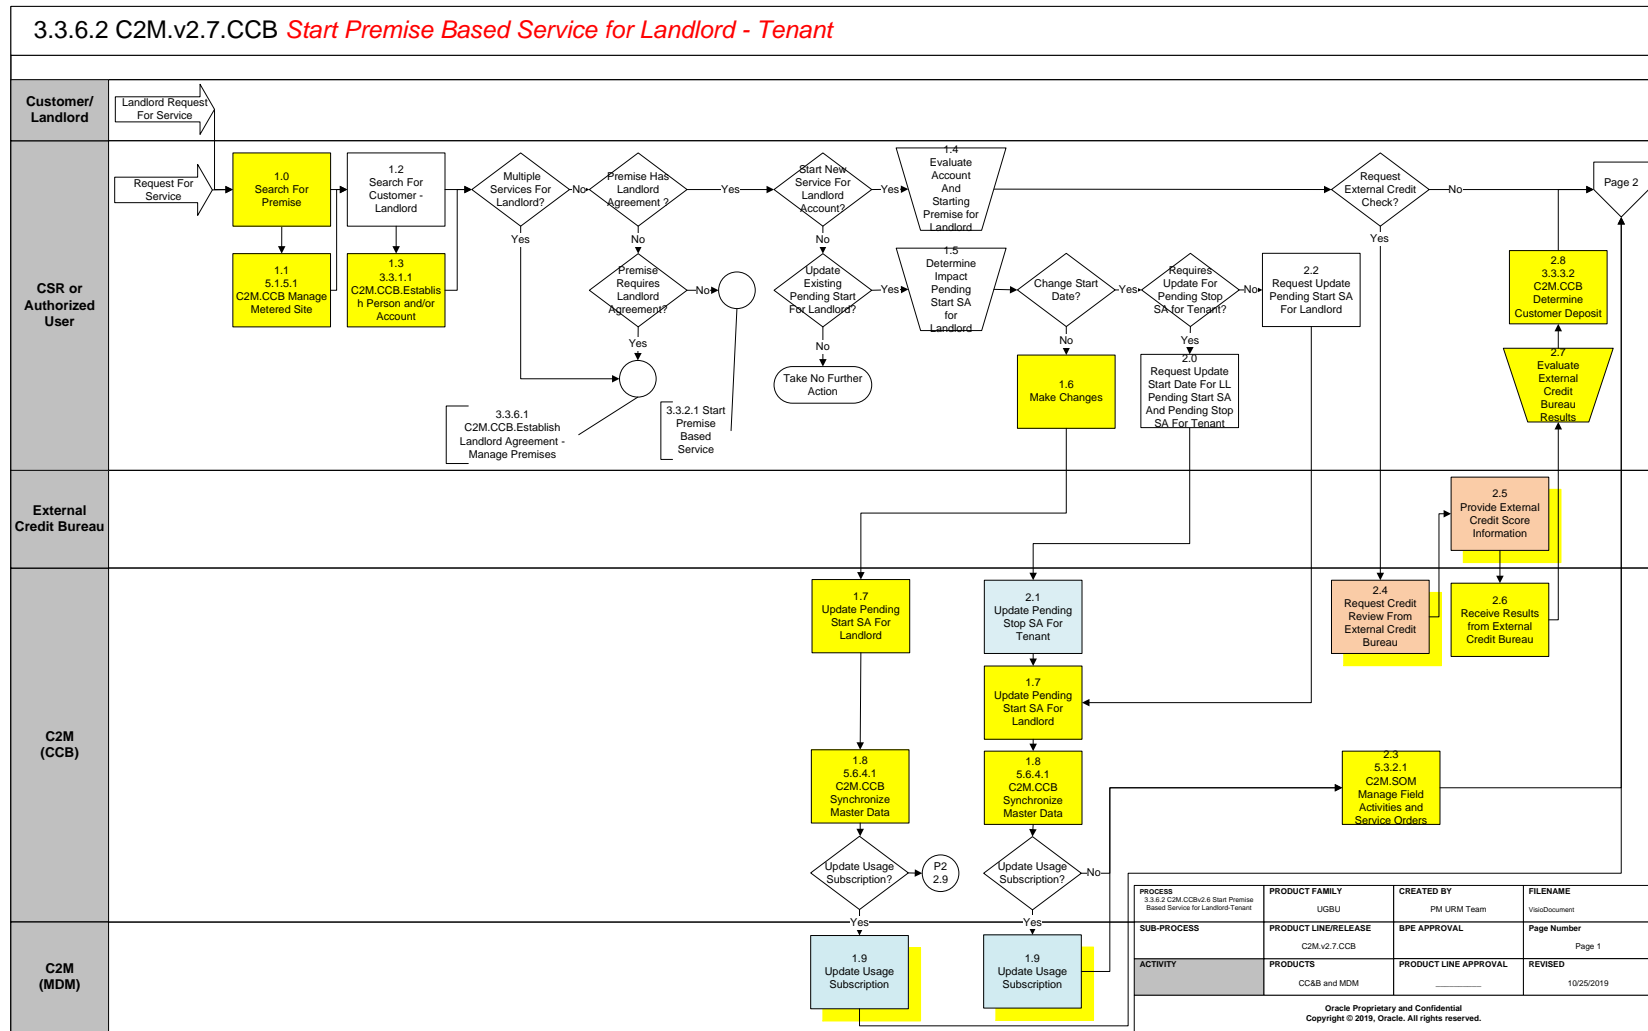 3.3.6.2 C2M.v2.7.CCB Start Premise Based Service for Landlord - Tenant
Customer/
Landlord
Landlord Request
For Service
CSR or
Authorized
User
Request For
Service
1.0
Search For
Premise
1.1
5.1.5.1
C2M.CCB Manage
Metered Site
1.2
Search For
Customer -
Landlord
1.3
3.3.1.1
C2M.CCB.Establis
h Person and/or
Account
Multiple
Services For
Landlord?
No
Yes
Premise Has
Landlord
Agreement ?
Yes
No
Premise
Requires
Landlord
Agreement?
No
Yes
3.3.6.1
C2M.CCB.Establish
Landlord Agreement -
Manage Premises
3.3.2.1 Start
Premise
Based
Service
Start New
Service For
Landlord
Account?
Yes
No
Update
Existing
Pending Start
For Landlord?
Yes
No
Take No Further
Action
1.4
Evaluate
Account
And
Starting
Premise for
Landlord
1.5
Determine
Impact
Pending
Start SA
for
Landlord
Change Start
Date?
Yes
No
1.6
Make Changes
Requires
Update For
Pending Stop
SA for Tenant?
No
Yes
2.0
Request Update
Start Date For LL
Pending Start SA
And Pending Stop
SA For Tenant
2.2
Request Update
Pending Start SA
For Landlord
Request
External Credit
Check?
No
Yes
Page 2
2.8
3.3.3.2
C2M.CCB
Determine
Customer Deposit
2.7
Evaluate
External
Credit
Bureau
Results
External
Credit Bureau
2.5
Provide External
Credit Score
Information
C2M
(CCB)
1.7
Update Pending
Start SA For
Landlord
2.1
Update Pending
Stop SA For
Tenant
2.4
Request Credit
Review From
External Credit
Bureau
2.6
Receive Results
from External
Credit Bureau
1.7
Update Pending
Start SA For
Landlord
1.8
5.6.4.1
C2M.CCB
Synchronize
Master Data
1.8
5.6.4.1
C2M.CCB
Synchronize
Master Data
2.3
5.3.2.1
C2M.SOM
Manage Field
Activities and
Service Orders
Update Usage
Subscription?
P2
2.9
Yes
Update Usage
Subscription?
No
Yes
C2M
(MDM)
1.9
Update Usage
Subscription
1.9
Update Usage
Subscription
PROCESS
3.3.6.2 C2M.CCBv2.6 Start Premise
Based Service for Landlord-Tenant
PRODUCT FAMILY
UGBU
CREATED BY
PM URM Team
FILENAME
VisioDocument
SUB-PROCESS
PRODUCT LINE/RELEASE
C2M.v2.7.CCB
BPE APPROVAL
Page Number
Page 1
ACTIVITY
PRODUCTS
CC&B and MDM
PRODUCT LINE APPROVAL
___________
REVISED
10/25/2019
Oracle Proprietary and Confidential
Copyright © 2019, Oracle. All rights reserved.